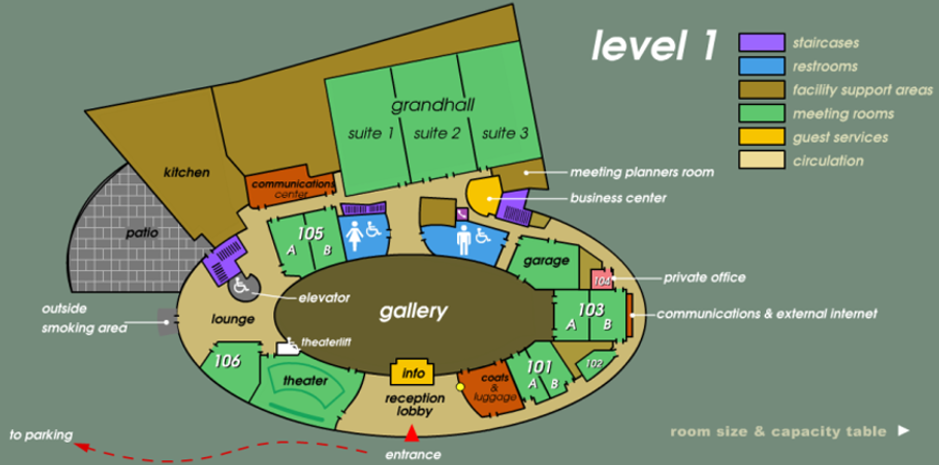 level 1
staircases
restrooms
facility support areas
meeting rooms
guest services
circulation
grandhall
suite 1
suite 2
suite 3
kitchen
communications
center
meeting planners room
business center
patio
105
A
B
garage
104
private office
elevator
outside
smoking area
lounge
gallery
103
A
B
communications & external internet
theaterlift
106
theater
info
reception
lobby
coats
&
luggage
101
A
B
102
to parking
entrance
room size & capacity table